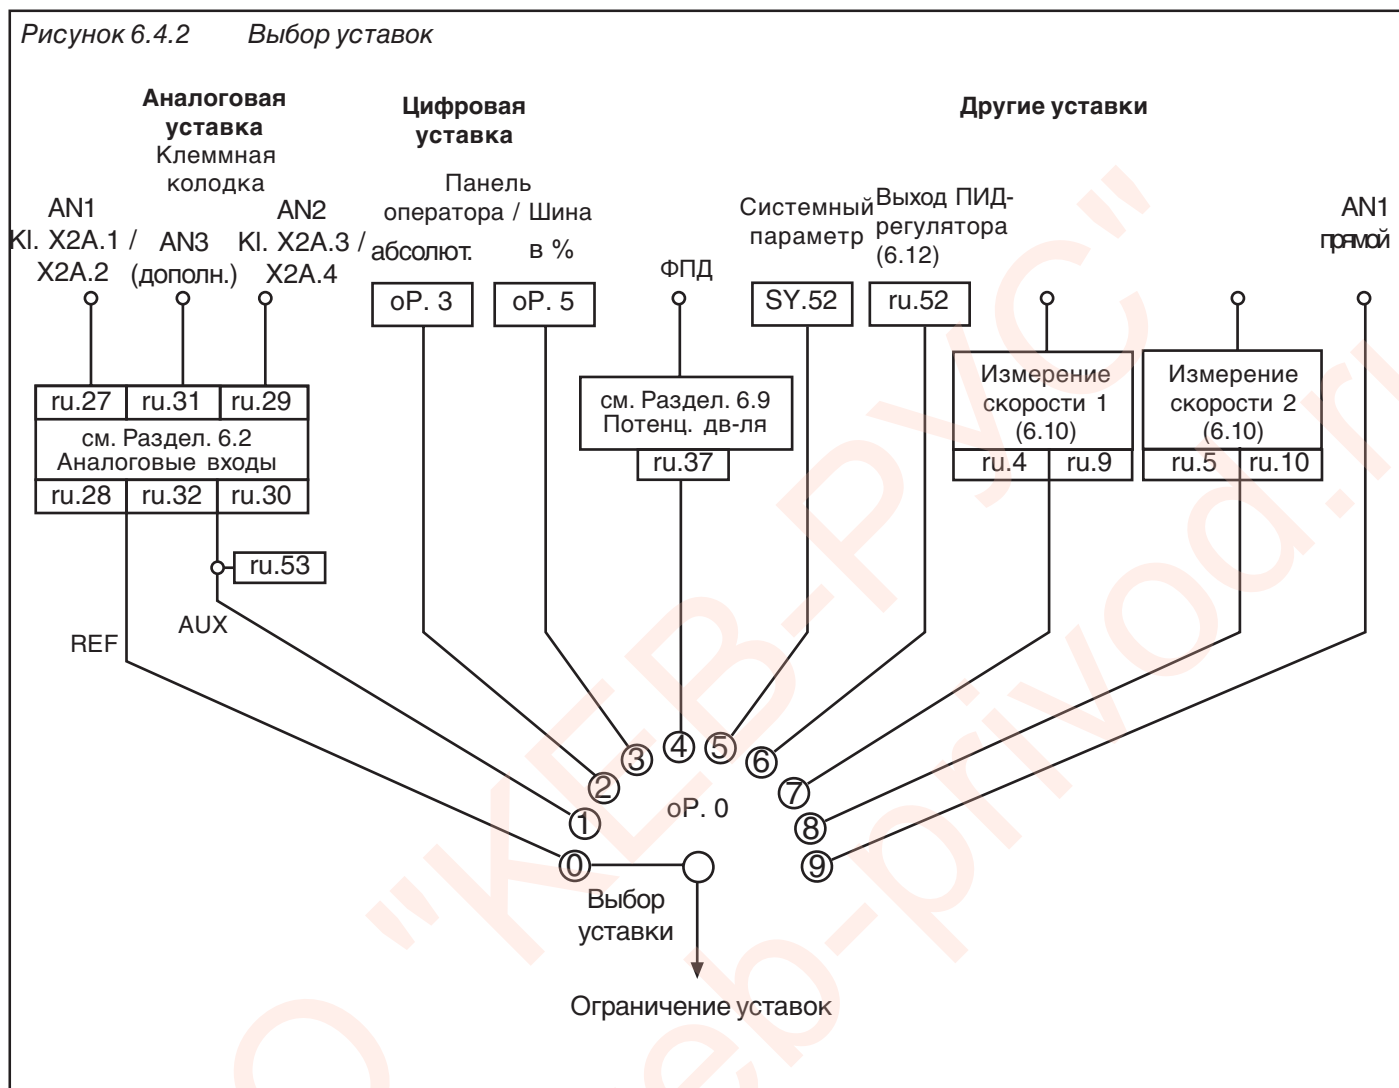 Рисунок 6.4.2 Выбор уставок
Аналоговая
уставка
Клеммная
колодка
Цифровая
уставка
Другие уставки
AN1
Kl. X2A.1 /
X2A.2
AN3
(дополн.)
AN2
Kl. X2A.3 /
X2A.4
Панель
оператора / Шина
абсолют.
в %
ФПД
Системный
параметр
Выход ПИД-
регулятора
(6.12)
AN1
прямой
oP. 3
oP. 5
SY.52
ru.52
ru.27 ru.31 ru.29
см. Раздел. 6.2
Аналоговые входы
ru.28 ru.32 ru.30
см. Раздел. 6.9
Потенц. дв-ля
ru.37
Измерение
скорости 1
(6.10)
ru.4 ru.9
Измерение
скорости 2
(6.10)
ru.5 ru.10
ru.53
AUX
REF
0
1
2
3
4
5
6
7
8
9
oP. 0
Выбор
уставки
Ограничение уставок
О "КЕВ-РУС"
eb-privod.ru